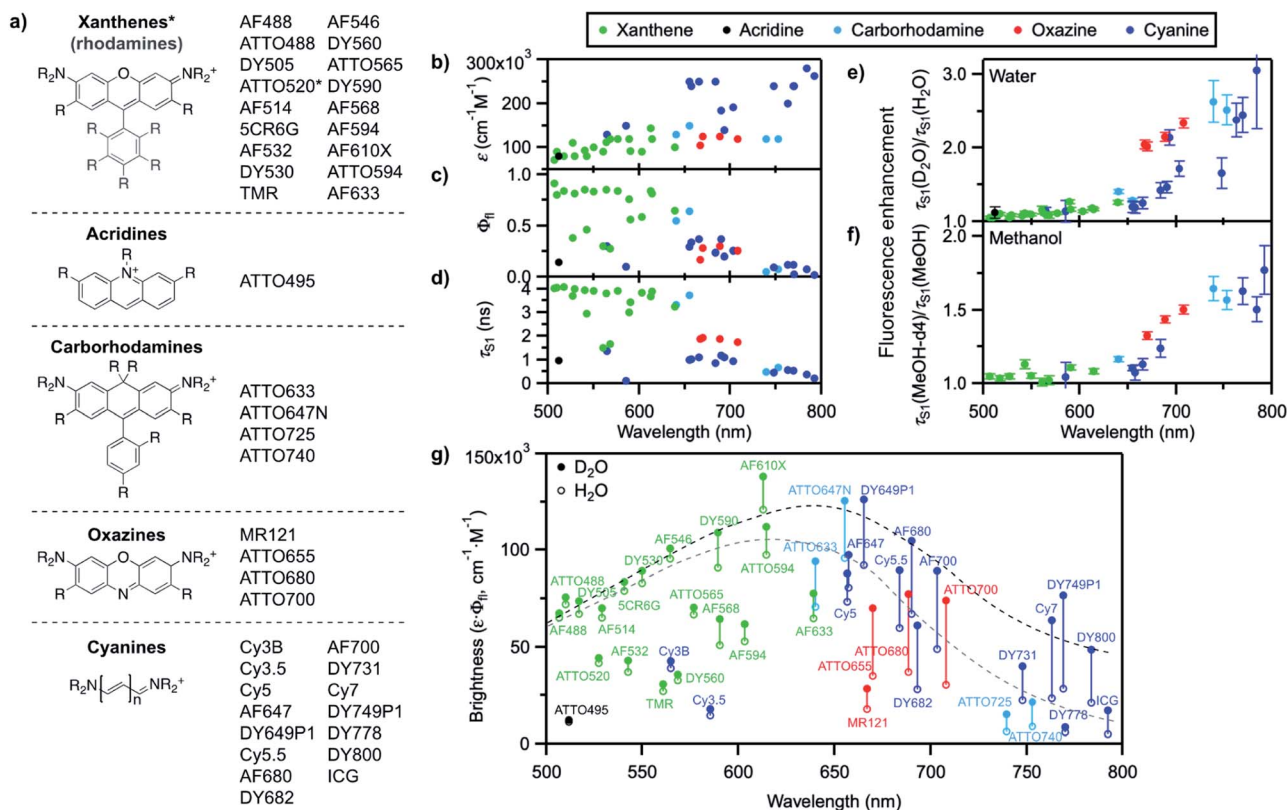 a)
Xanthenes*
(rhodamines)
R₂N O NR₂⁺
R R
R R
R R
R
AF488 AF546
ATTO488 DY560
DY505 ATTO565
ATTO520* DY590
AF514 AF568
5CR6G AF594
AF532 AF610X
DY530 ATTO594
TMR AF633
Acridines
R
R N⁺ R
ATTO495
Carborhodamines
R R
R₂N NR₂⁺
R R
R
R
ATTO633
ATTO647N
ATTO725
ATTO740
Oxazines
R₂N O NR₂⁺
R N R
MR121
ATTO655
ATTO680
ATTO700
Cyanines
R₂N [ ]n NR₂⁺
Cy3B AF700
Cy3.5 DY731
Cy5 Cy7
AF647 DY749P1
DY649P1 DY778
Cy5.5 DY800
AF680 ICG
DY682
Xanthene Acridine Carborhodamine Oxazine Cyanine
b)
300x10³
200
100
ε (cm⁻¹M⁻¹)
c)
1.0
0.5
0.0
Φfl
d)
4
3
2
1
0
τS1 (ns)
500 600 700 800
Wavelength (nm)
e)
Water
3.0
2.0
1.0
Fluorescence enhancement
τS1(D₂O)/τS1(H₂O)
f)
Methanol
2.0
1.5
1.0
τS1(MeOH-d4)/τS1(MeOH)
500 600 700 800
Wavelength (nm)
g)
150x10³
100
50
0
Brightness (ε·Φfl, cm⁻¹·M⁻¹)
D₂O
H₂O
AF610X
ATTO647N DY649P1
DY590
AF546
AF680
ATTO633 AF647
DY530 ATTO594 Cy5.5 AF700
ATTO488
DY505
5CR6G
ATTO565
ATTO700
DY749P1
AF488 AF514
AF568
AF633
Cy5
Cy7
AF532 Cy3B AF594
ATTO680
DY800
ATTO520
DY560
ATTO655
DY731
TMR
Cy3.5
MR121
DY682
ATTO725
ICG
ATTO495
ATTO740
DY778
500 550 600 650 700 750 800
Wavelength (nm)